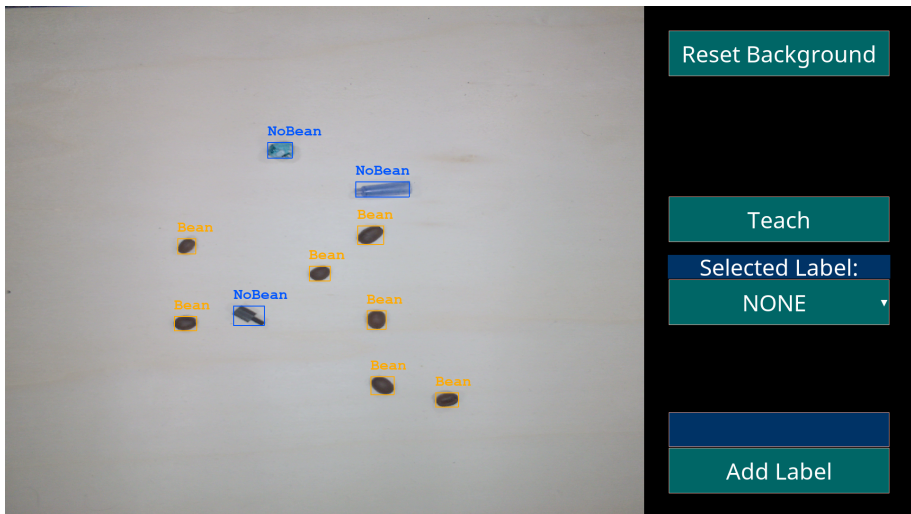 NoBean
NoBean
Bean
Bean
Bean
NoBean
Bean
Bean
Bean
Bean
Reset Background
Teach
Selected Label:
NONE
Add Label